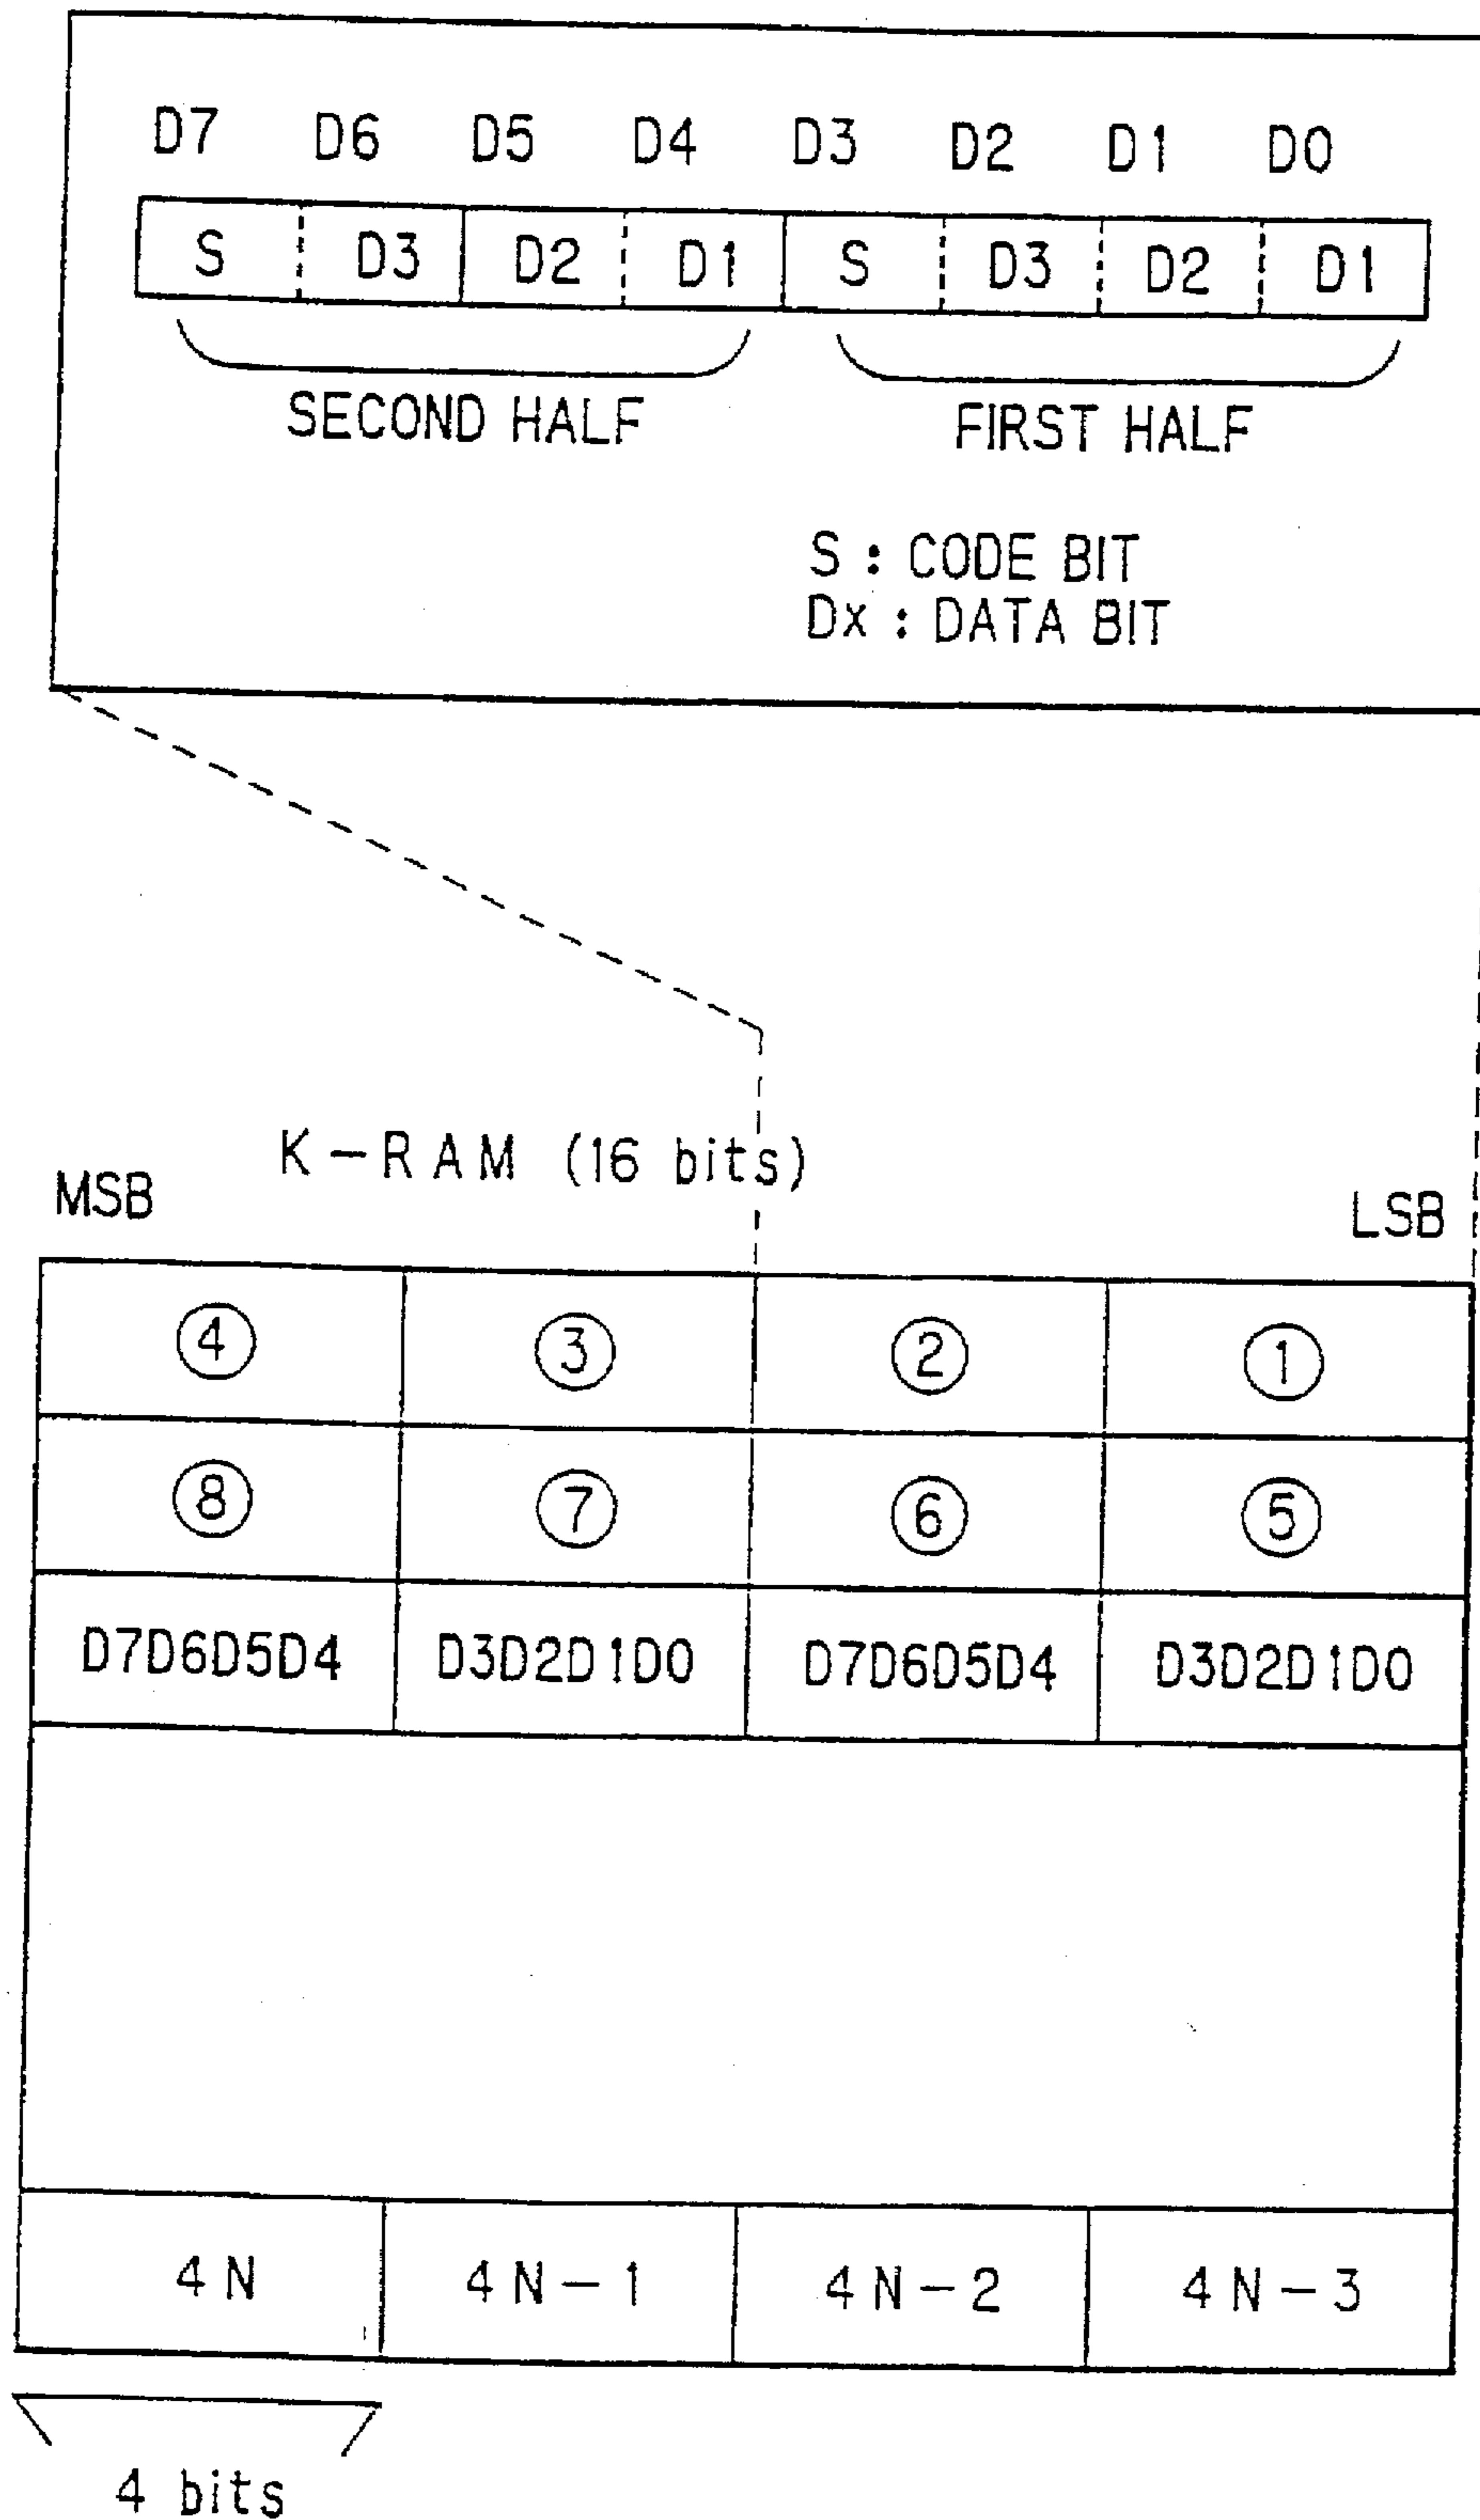 D7 D6 D5 D4 D3 D2 D1 D0
S D3 D2 D1 S D3 D2 D1
SECOND HALF FIRST HALF
S : CODE BIT
Dx : DATA BIT
K-RAM (16 bits)
MSB LSB
④ ③ ② ①
⑧ ⑦ ⑥ ⑤
D7D6D5D4 D3D2D1D0 D7D6D5D4 D3D2D1D0
4N 4N-1 4N-2 4N-3
4 bits